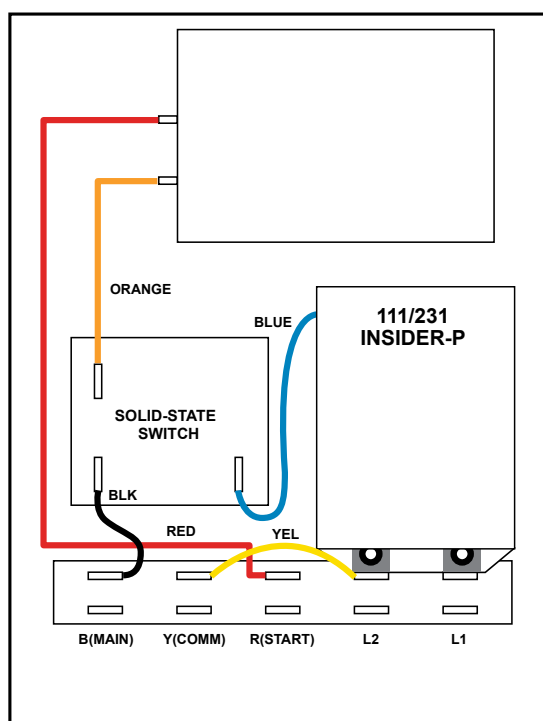 ORANGE
BLUE
111/231
INSIDER-P
SOLID-STATE
SWITCH
BLK
RED
YEL
B(MAIN)
Y(COMM)
R(START)
L2
L1